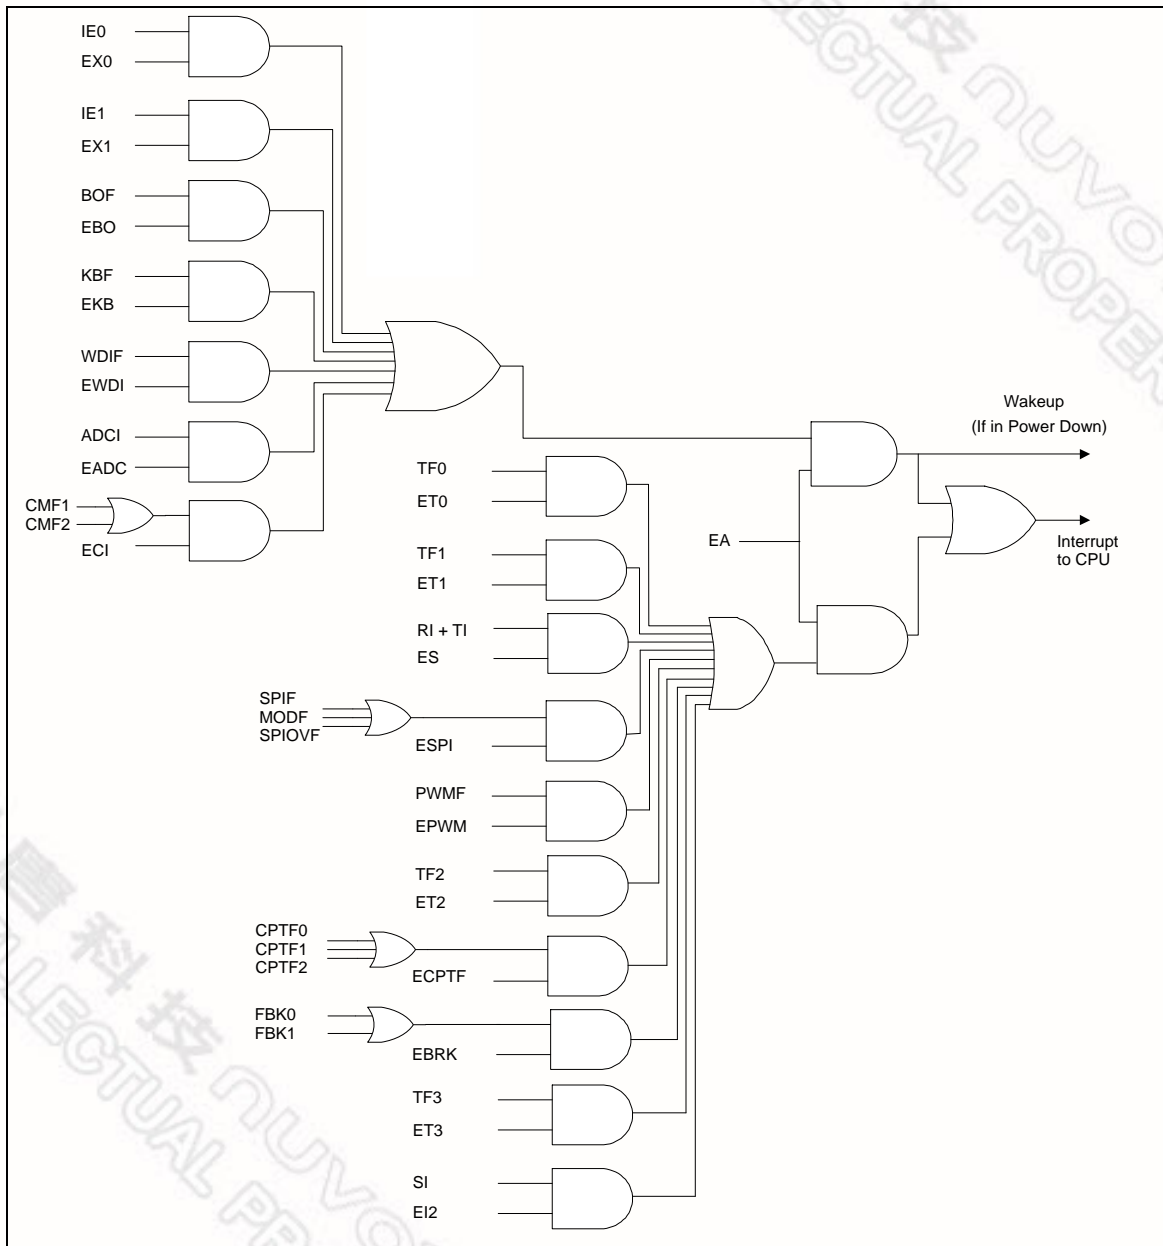 IE0
EX0
IE1
EX1
BOF
EBO
KBF
EKB
WDIF
EWDI
ADCI
EADC
CMF1
CMF2
ECI
TF0
ET0
TF1
ET1
RI + TI
ES
SPIF
MODF
SPIOVF
ESPI
PWMF
EPWM
TF2
ET2
CPTF0
CPTF1
CPTF2
ECPTF
FBK0
FBK1
EBRK
TF3
ET3
SI
EI2
EA
Wakeup
(If in Power Down)
Interrupt
to CPU